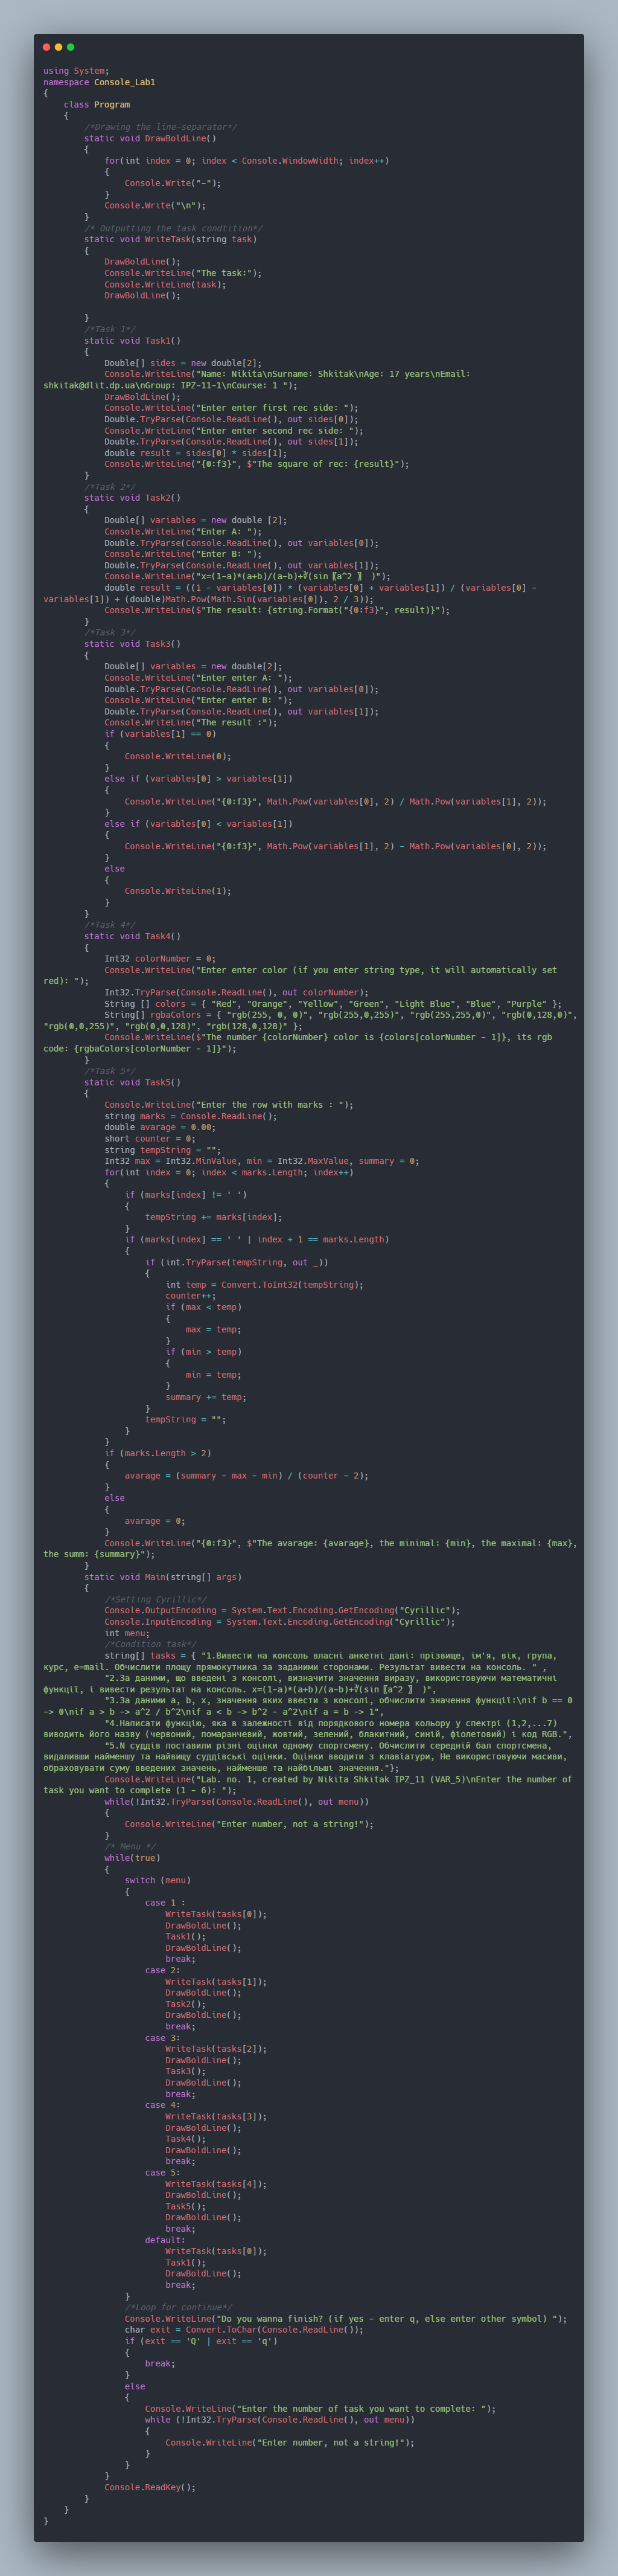 using System;
namespace Console_Lab1
{
    class Program
    {
        /*Drawing the line-separator*/
        static void DrawBoldLine()
        {
            for(int index = 0; index < Console.WindowWidth; index++)
            {
                Console.Write("-");
            }
            Console.Write("\n");
        }
        /* Outputting the task condtition*/
        static void WriteTask(string task)
        {
            DrawBoldLine();
            Console.WriteLine("The task:");
            Console.WriteLine(task);
            DrawBoldLine();

        }
        /*Task 1*/
        static void Task1()
        {
            Double[] sides = new double[2];
            Console.WriteLine("Name: Nikita\nSurname: Shkitak\nAge: 17 years\nEmail:
shkitak@dlit.dp.ua\nGroup: IPZ-11-1\nCourse: 1 ");
            DrawBoldLine();
            Console.WriteLine("Enter enter first rec side: ");
            Double.TryParse(Console.ReadLine(), out sides[0]);
            Console.WriteLine("Enter enter second rec side: ");
            Double.TryParse(Console.ReadLine(), out sides[1]);
            double result = sides[0] * sides[1];
            Console.WriteLine("{0:f3}", $"The square of rec: {result}");
        }
        /*Task 2*/
        static void Task2()
        {
            Double[] variables = new double [2];
            Console.WriteLine("Enter A: ");
            Double.TryParse(Console.ReadLine(), out variables[0]);
            Console.WriteLine("Enter B: ");
            Double.TryParse(Console.ReadLine(), out variables[1]);
            Console.WriteLine("x=(1-a)*(a+b)/(a-b)+∛(sin〖a^2 〗 )");
            double result = ((1 - variables[0]) * (variables[0] + variables[1]) / (variables[0] -
variables[1]) + (double)Math.Pow(Math.Sin(variables[0]), 2 / 3));
            Console.WriteLine($"The result: {string.Format("{0:f3}", result)}");
        }
        /*Task 3*/
        static void Task3()
        {
            Double[] variables = new double[2];
            Console.WriteLine("Enter enter A: ");
            Double.TryParse(Console.ReadLine(), out variables[0]);
            Console.WriteLine("Enter enter B: ");
            Double.TryParse(Console.ReadLine(), out variables[1]);
            Console.WriteLine("The result :");
            if (variables[1] == 0)
            {
                Console.WriteLine(0);
            }
            else if (variables[0] > variables[1])
            {
                Console.WriteLine("{0:f3}", Math.Pow(variables[0], 2) / Math.Pow(variables[1], 2));
            }
            else if (variables[0] < variables[1])
            {
                Console.WriteLine("{0:f3}", Math.Pow(variables[1], 2) - Math.Pow(variables[0], 2));
            }
            else
            {
                Console.WriteLine(1);
            }
        }
        /*Task 4*/
        static void Task4()
        {
            Int32 colorNumber = 0;
            Console.WriteLine("Enter enter color (if you enter string type, it will automatically set
red): ");
            Int32.TryParse(Console.ReadLine(), out colorNumber);
            String [] colors = { "Red", "Orange", "Yellow", "Green", "Light Blue", "Blue", "Purple" };
            String[] rgbaColors = { "rgb(255, 0, 0)", "rgb(255,0,255)", "rgb(255,255,0)", "rgb(0,128,0)",
"rgb(0,0,255)", "rgb(0,0,128)", "rgb(128,0,128)" };
            Console.WriteLine($"The number {colorNumber} color is {colors[colorNumber - 1]}, its rgb
code: {rgbaColors[colorNumber - 1]}");
        }
        /*Task 5*/
        static void Task5()
        {
            Console.WriteLine("Enter the row with marks : ");
            string marks = Console.ReadLine();
            double avarage = 0.00;
            short counter = 0;
            string tempString = "";
            Int32 max = Int32.MinValue, min = Int32.MaxValue, summary = 0;
            for(int index = 0; index < marks.Length; index++)
            {
                if (marks[index] != ' ')
                {
                    tempString += marks[index];
                }
                if (marks[index] == ' ' | index + 1 == marks.Length)
                {
                    if (int.TryParse(tempString, out _))
                    {
                        int temp = Convert.ToInt32(tempString);
                        counter++;
                        if (max < temp)
                        {
                            max = temp;
                        }
                        if (min > temp)
                        {
                            min = temp;
                        }
                        summary += temp;
                    }
                    tempString = "";
                }
            }
            if (marks.Length > 2)
            {
                avarage = (summary - max - min) / (counter - 2);
            }
            else
            {
                avarage = 0;
            }
            Console.WriteLine("{0:f3}", $"The avarage: {avarage}, the minimal: {min}, the maximal: {max},
the summ: {summary}");
        }
        static void Main(string[] args)
        {
            /*Setting Cyrillic*/
            Console.OutputEncoding = System.Text.Encoding.GetEncoding("Cyrillic");
            Console.InputEncoding = System.Text.Encoding.GetEncoding("Cyrillic");
            int menu;
            /*Condition task*/
            string[] tasks = { "1.Вивести на консоль власні анкетні дані: прізвище, ім'я, вік, група,
курс, е=mail. Обчислити площу прямокутника за заданими сторонами. Результат вивести на консоль. " ,
            "2.За даними, що введені з консолі, визначити значення виразу, використовуючи математичні
функції, і вивести результат на консоль. x=(1-a)*(a+b)/(a-b)+∛(sin〖a^2 〗 )",
            "3.За даними a, b, x, значення яких ввести з консолі, обчислити значення функції:\nif b == 0
-> 0\nif a > b -> a^2 / b^2\nif a < b -> b^2 - a^2\nif a = b -> 1",
            "4.Написати функцію, яка в залежності від порядкового номера кольору у спектрі (1,2,...7)
виводить його назву (червоний, помаранчевий, жовтий, зелений, блакитний, синій, фіолетовий) і код RGB.",
            "5.N суддів поставили різні оцінки одному спортсмену. Обчислити середній бал спортсмена,
видаливши найменшу та найвищу суддівські оцінки. Оцінки вводити з клавіатури, Не використовуючи масиви,
обраховувати суму введених значень, найменше та найбільші значення."};
            Console.WriteLine("Lab. no. 1, created by Nikita Shkitak IPZ_11 (VAR_5)\nEnter the number of
task you want to complete (1 - 6): ");
            while(!Int32.TryParse(Console.ReadLine(), out menu))
            {
                Console.WriteLine("Enter number, not a string!");
            }
            /* Menu */
            while(true)
            {
                switch (menu)
                {
                    case 1 :
                        WriteTask(tasks[0]);
                        DrawBoldLine();
                        Task1();
                        DrawBoldLine();
                        break;
                    case 2:
                        WriteTask(tasks[1]);
                        DrawBoldLine();
                        Task2();
                        DrawBoldLine();
                        break;
                    case 3:
                        WriteTask(tasks[2]);
                        DrawBoldLine();
                        Task3();
                        DrawBoldLine();
                        break;
                    case 4:
                        WriteTask(tasks[3]);
                        DrawBoldLine();
                        Task4();
                        DrawBoldLine();
                        break;
                    case 5:
                        WriteTask(tasks[4]);
                        DrawBoldLine();
                        Task5();
                        DrawBoldLine();
                        break;
                    default:
                        WriteTask(tasks[0]);
                        Task1();
                        DrawBoldLine();
                        break;
                }
                /*Loop for continue*/
                Console.WriteLine("Do you wanna finish? (if yes - enter q, else enter other symbol) ");
                char exit = Convert.ToChar(Console.ReadLine());
                if (exit == 'Q' | exit == 'q')
                {
                    break;
                }
                else
                {
                    Console.WriteLine("Enter the number of task you want to complete: ");
                    while (!Int32.TryParse(Console.ReadLine(), out menu))
                    {
                        Console.WriteLine("Enter number, not a string!");
                    }
                }
            }
            Console.ReadKey();
        }
    }
}